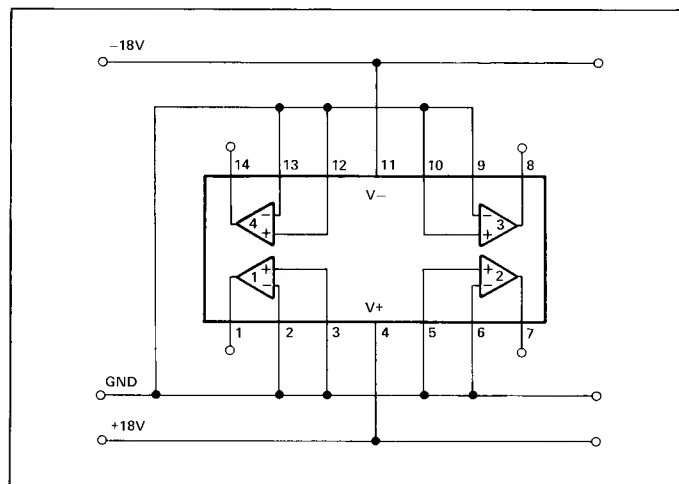 −18V
14 13 12 11 10 9 8
V−
− −
4 + + 3
1 + + 2
− −
V+
1 2 3 4 5 6 7
GND
+18V